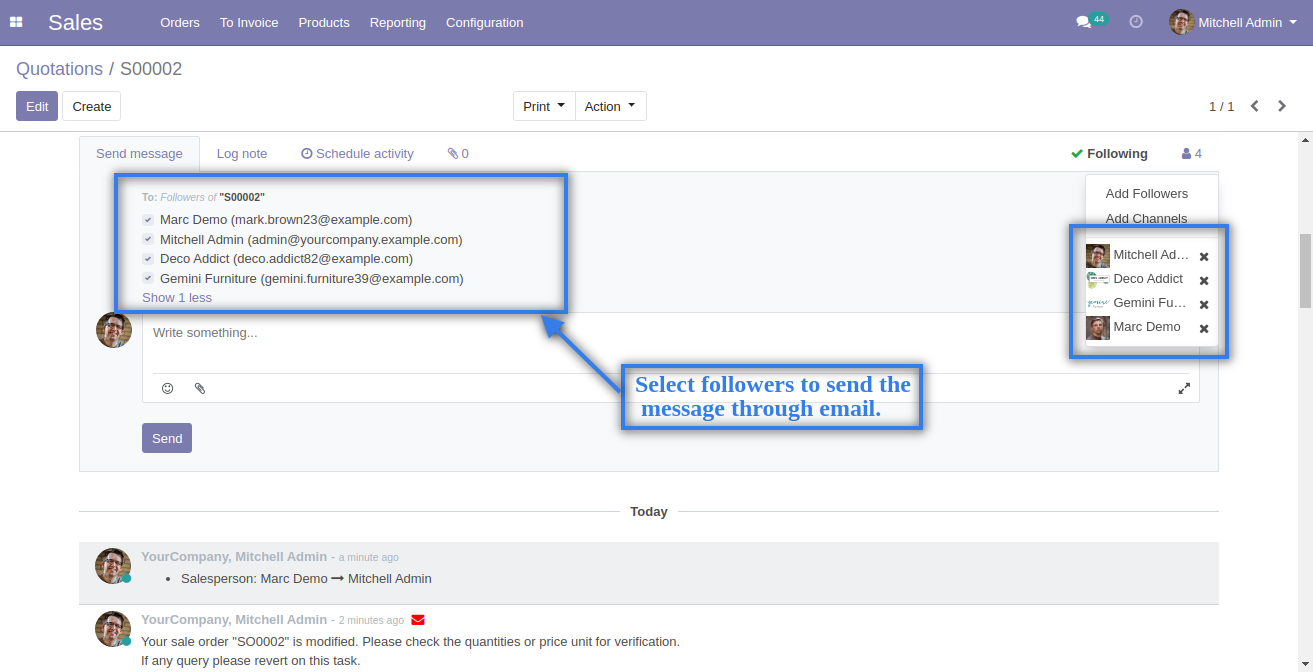 Sales Orders To Invoice Products Reporting Configuration 44 Mitchell Admin
Quotations / S00002
Edit Create Print Action 1 / 1
Send message Log note Schedule activity 0 Following 4
To: Followers of "S00002"
Marc Demo (mark.brown23@example.com)
Mitchell Admin (admin@yourcompany.example.com)
Deco Addict (deco.addict82@example.com)
Gemini Furniture (gemini.furniture39@example.com)
Show 1 less
Add Followers
Add Channels
Mitchell Ad...
Deco Addict
Gemini Fu...
Marc Demo
Write something...
Select followers to send the
message through email.
Send
Today
YourCompany, Mitchell Admin - a minute ago
• Salesperson: Marc Demo → Mitchell Admin
YourCompany, Mitchell Admin - 2 minutes ago
Your sale order "SO0002" is modified. Please check the quantities or price unit for verification.
If any query please revert on this task.